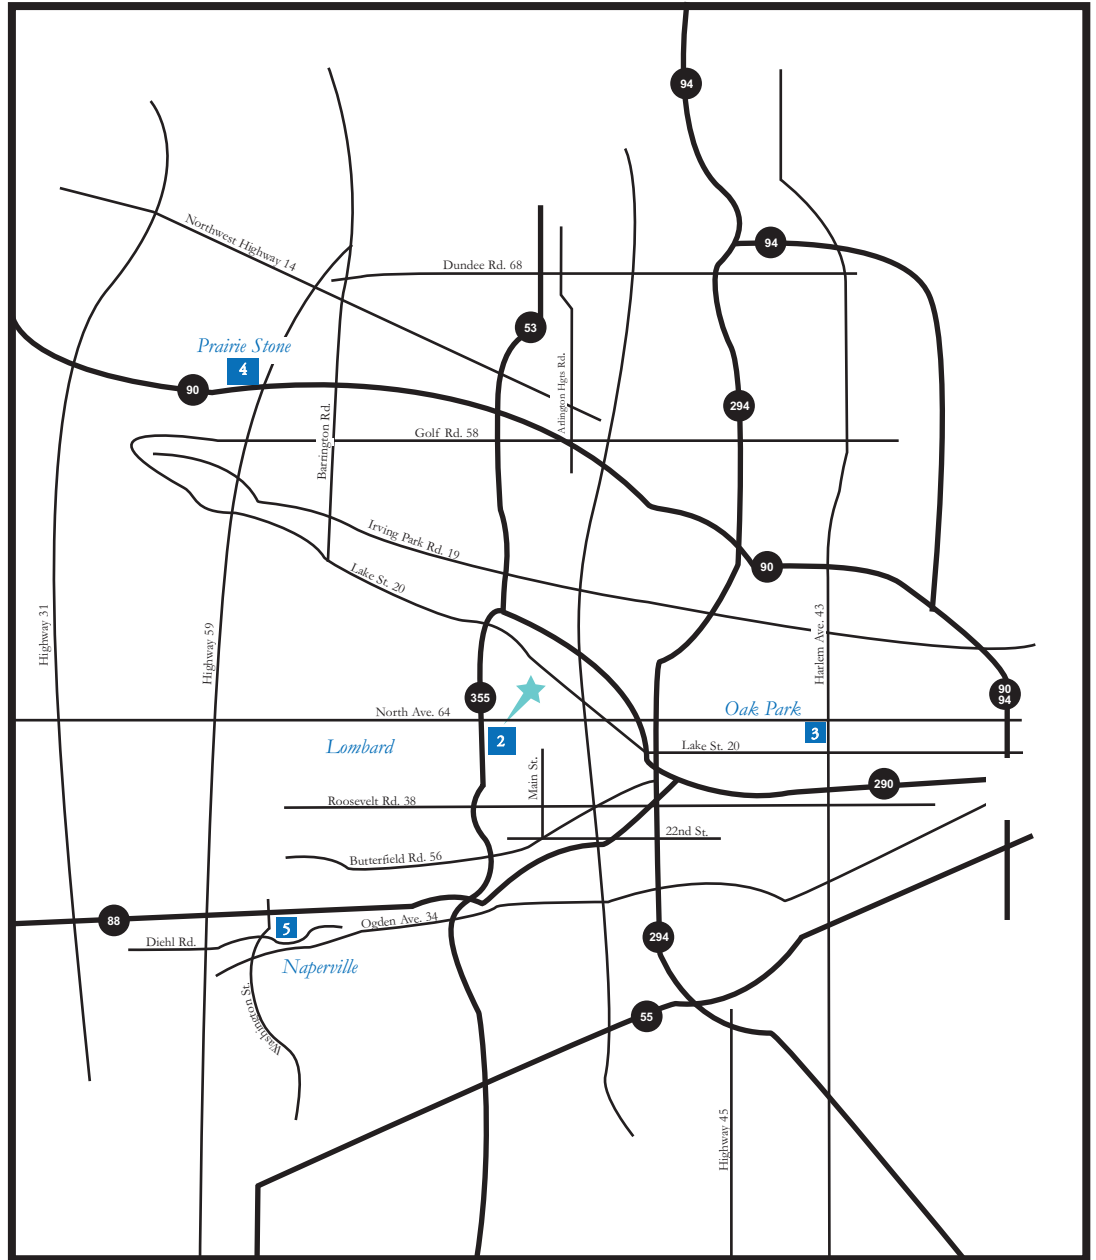 94
94
Northwest Highway 14
Dundee Rd. 68
53
Prairie Stone
4
90
Arlington Hgts Rd.
294
Barrington Rd.
Golf Rd. 58
Irving Park Rd. 19
Lake St. 20
90
Highway 31
Highway 59
Harlem Ave. 43
355
90
94
North Ave. 64
Oak Park
3
Lombard
2
Lake St. 20
Main St.
290
Roosevelt Rd. 38
22nd St.
Butterfield Rd. 56
88
5
Ogden Ave. 34
Diehl Rd.
294
Naperville
Washington St.
55
Highway 45